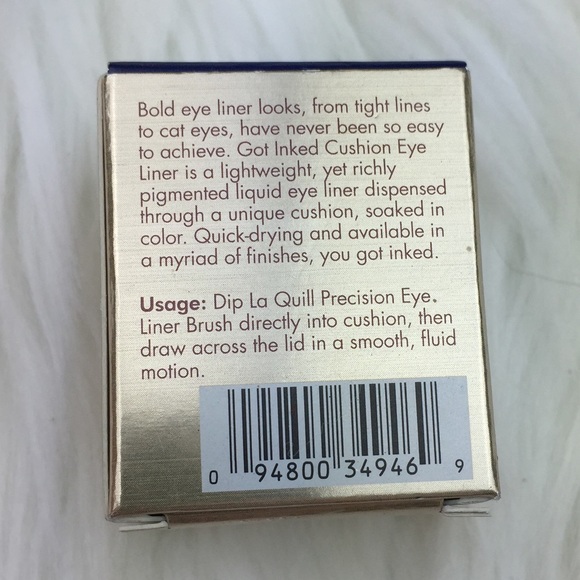 Bold eye liner looks, from tight lines
to cat eyes, have never been so easy
to achieve. Got Inked Cushion Eye
Liner is a lightweight, yet richly
pigmented liquid eye liner dispensed
through a unique cushion, soaked in
color. Quick-drying and available in
a myriad of finishes, you got inked.
Usage: Dip La Quill Precision Eye
Liner Brush directly into cushion, then
draw across the lid in a smooth, fluid
motion.
0 94800 34946 9